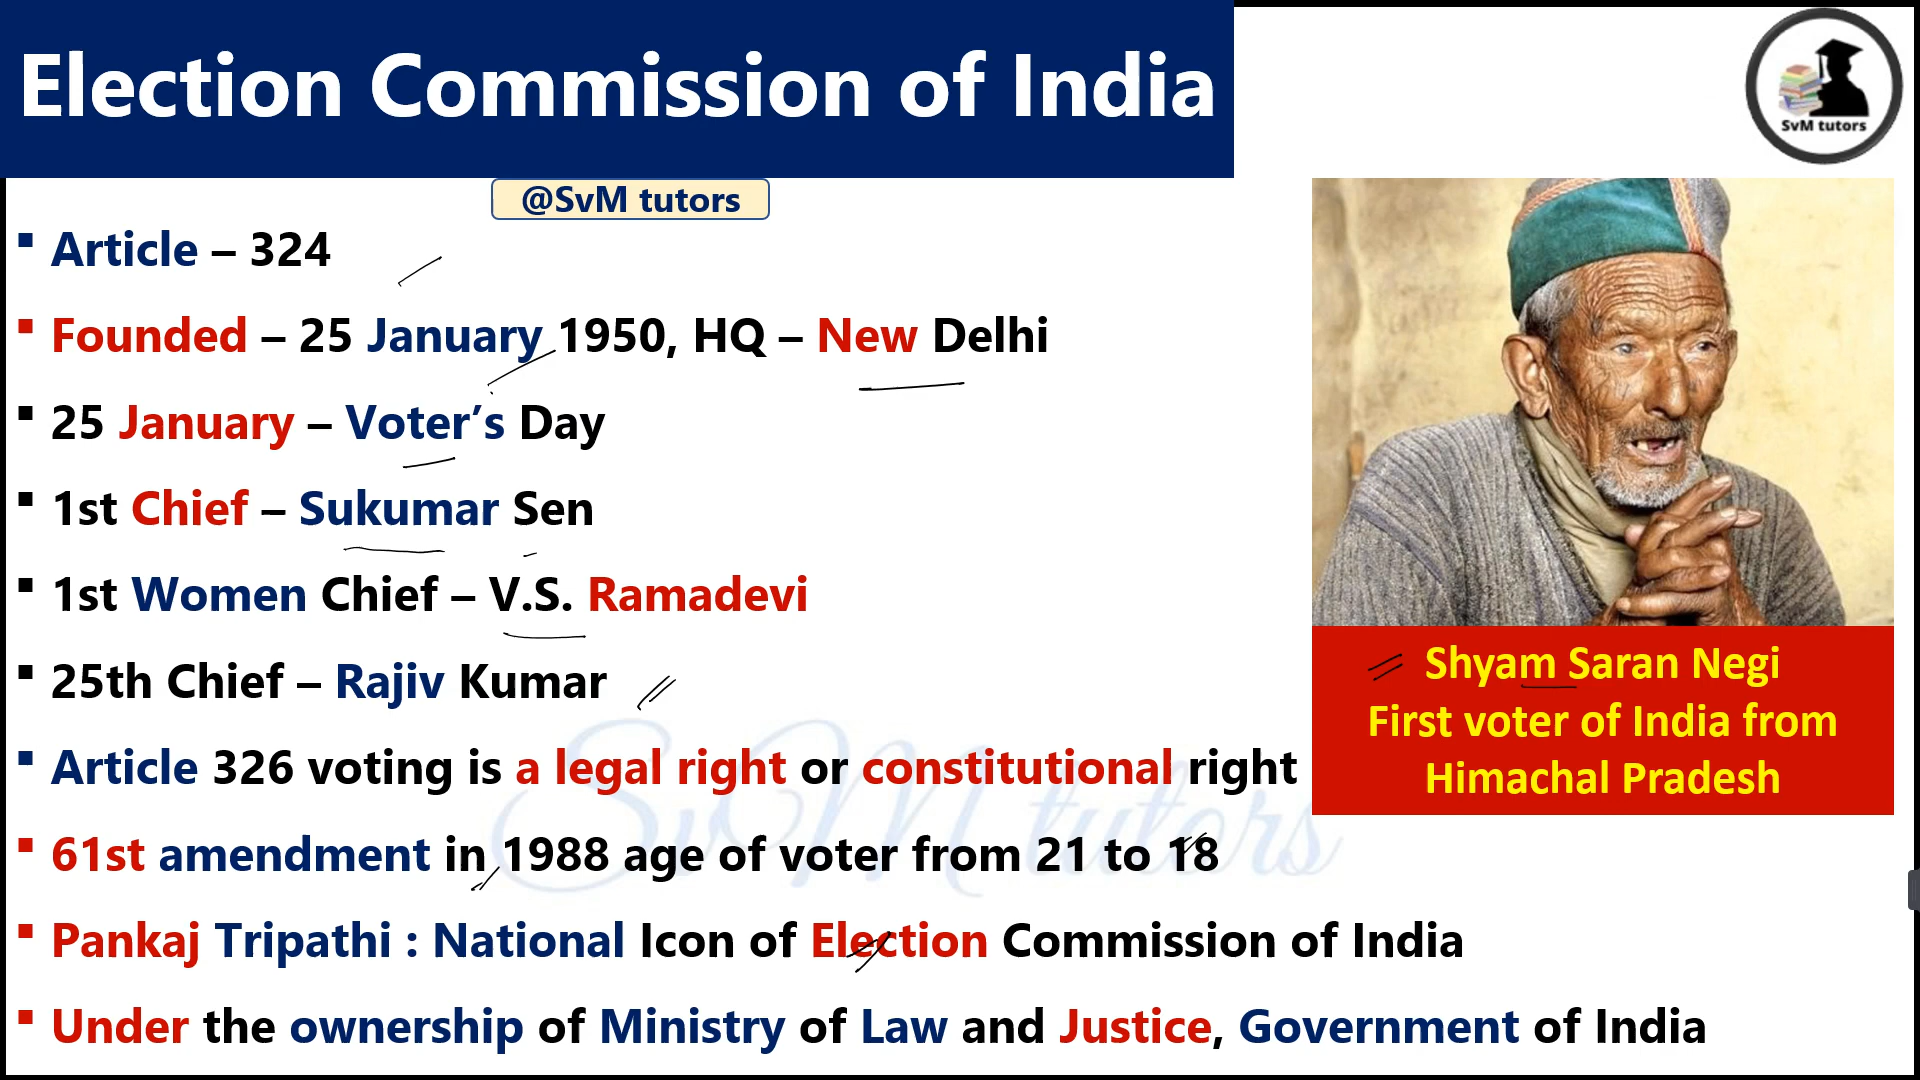 Election Commission of India
SvM tutors
@SvM tutors
Article – 324
Founded – 25 January 1950, HQ – New Delhi
25 January – Voter’s Day
1st Chief – Sukumar Sen
1st Women Chief – V.S. Ramadevi
25th Chief – Rajiv Kumar
Article 326 voting is a legal right or constitutional right
61st amendment in 1988 age of voter from 21 to 18
Pankaj Tripathi : National Icon of Election Commission of India
Under the ownership of Ministry of Law and Justice, Government of India
Shyam Saran Negi
First voter of India from
Himachal Pradesh
SvM tutors